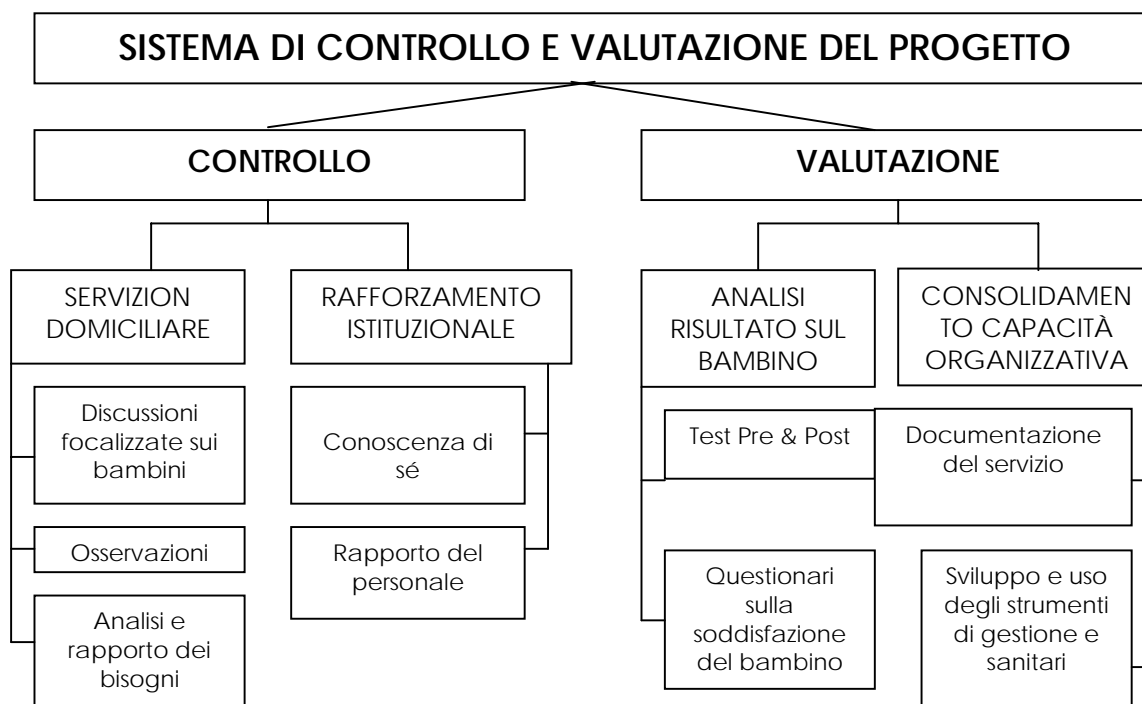 SISTEMA DI CONTROLLO E VALUTAZIONE DEL PROGETTO
CONTROLLO
VALUTAZIONE
SERVIZION
DOMICILIARE
RAFFORZAMENTO
ISTITUZIONALE
ANALISI
RISULTATO SUL
BAMBINO
CONSOLIDAMEN
TO CAPACITÀ
ORGANIZZATIVA
Discussioni
focalizzate sui
bambini
Osservazioni
Analisi e
rapporto dei
bisogni
Conoscenza di
sé
Rapporto del
personale
Test Pre & Post
Questionari
sulla
soddisfazione
del bambino
Documentazione
del servizio
Sviluppo e uso
degli strumenti
di gestione e
sanitari